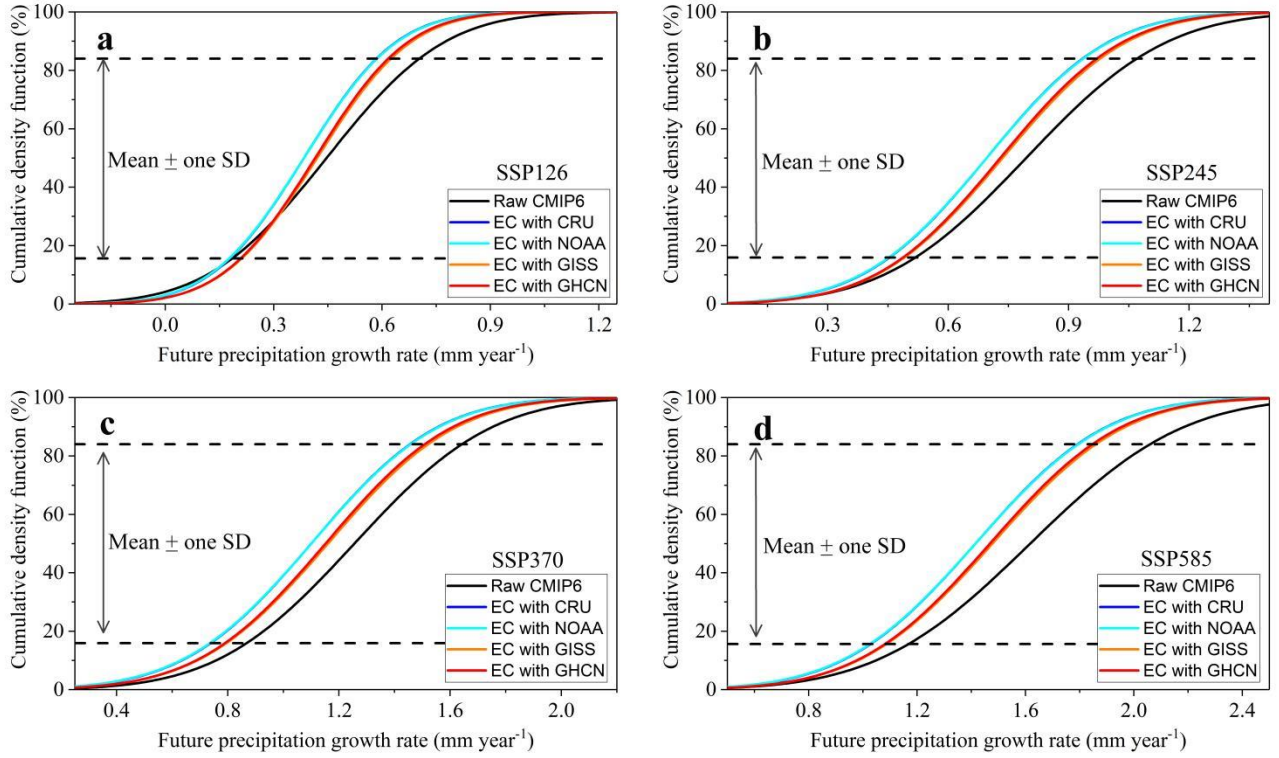 a
Cumulative density function (%)
100
80
60
40
20
0
Mean ± one SD
SSP126
Raw CMIP6
EC with CRU
EC with NOAA
EC with GISS
EC with GHCN
0.0 0.3 0.6 0.9 1.2
Future precipitation growth rate (mm year⁻¹)
b
Cumulative density function (%)
100
80
60
40
20
0
Mean ± one SD
SSP245
Raw CMIP6
EC with CRU
EC with NOAA
EC with GISS
EC with GHCN
0.3 0.6 0.9 1.2
Future precipitation growth rate (mm year⁻¹)
c
Cumulative density function (%)
100
80
60
40
20
0
Mean ± one SD
SSP370
Raw CMIP6
EC with CRU
EC with NOAA
EC with GISS
EC with GHCN
0.4 0.8 1.2 1.6 2.0
Future precipitation growth rate (mm year⁻¹)
d
Cumulative density function (%)
100
80
60
40
20
0
Mean ± one SD
SSP585
Raw CMIP6
EC with CRU
EC with NOAA
EC with GISS
EC with GHCN
0.8 1.2 1.6 2.0 2.4
Future precipitation growth rate (mm year⁻¹)